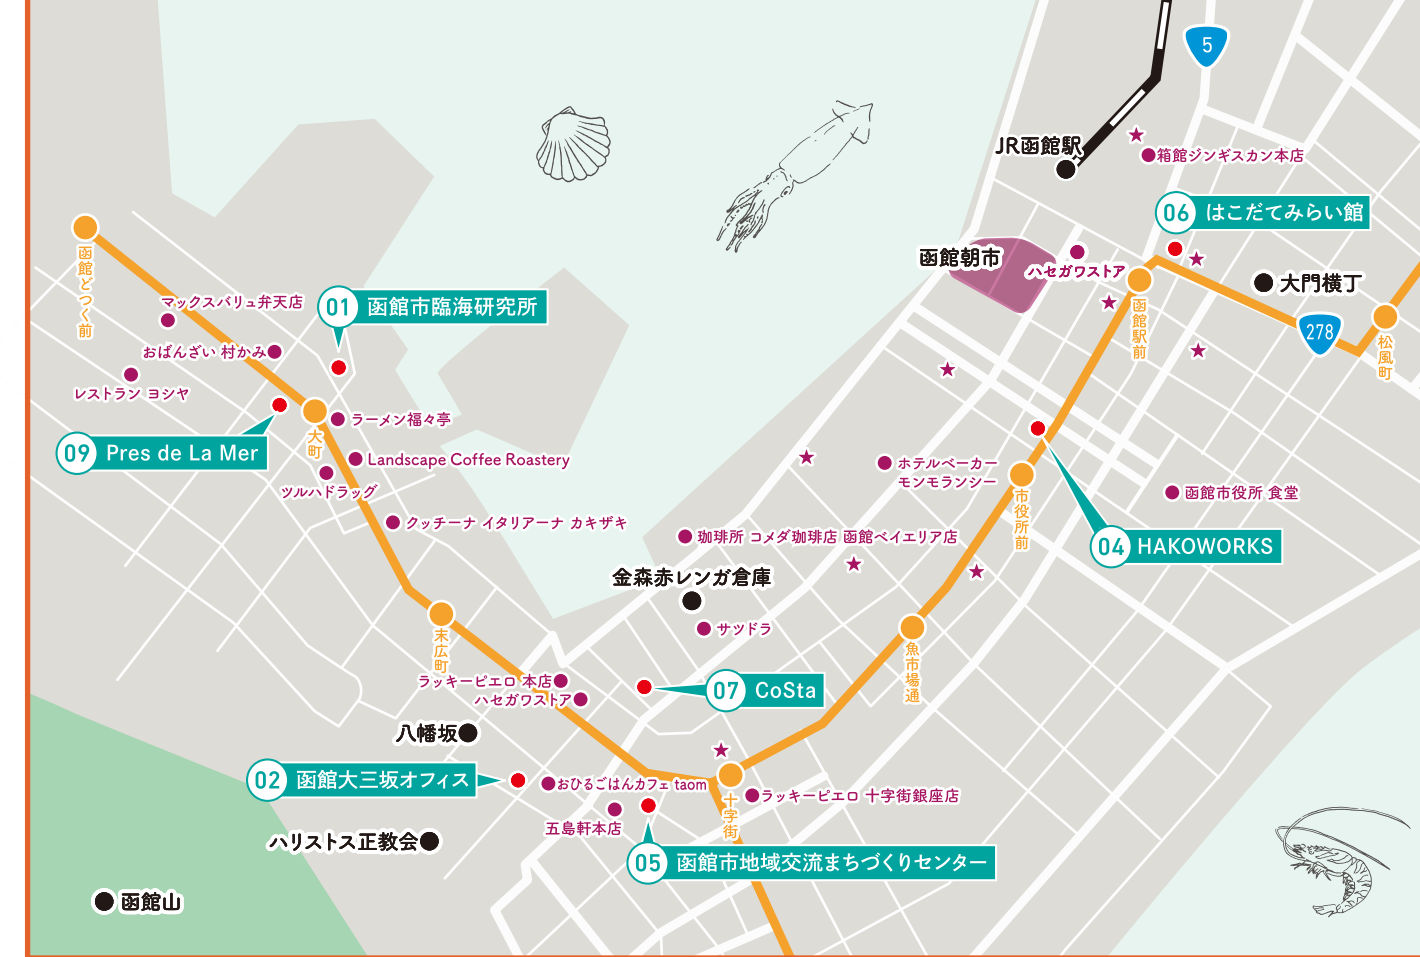 5
JR函館駅
箱館ジンギスカン本店
06 はこだてみらい館
函館朝市
ハセガワストア
大門横丁
函館どつく前
マックスバリュ弁天店
01 函館市臨海研究所
函館駅前
278
松風町
おばんざい 村かみ
レストラン ヨシヤ
ラーメン福々亭
大町
09 Pres de La Mer
Landscape Coffee Roastery
ツルハドラッグ
ホテルベーカー
モンモランシー
市役所前
函館市役所 食堂
クッチーナ イタリアーナ カキザキ
珈琲所 コメダ珈琲店 函館ベイエリア店
04 HAKOWORKS
金森赤レンガ倉庫
サツドラ
末広町
魚市場通
ラッキーピエロ 本店
ハセガワストア
07 CoSta
八幡坂
02 函館大三坂オフィス
おひるごはんカフェ taom
ラッキーピエロ 十字街銀座店
十字街
五島軒本店
ハリストス正教会
05 函館市地域交流まちづくりセンター
函館山